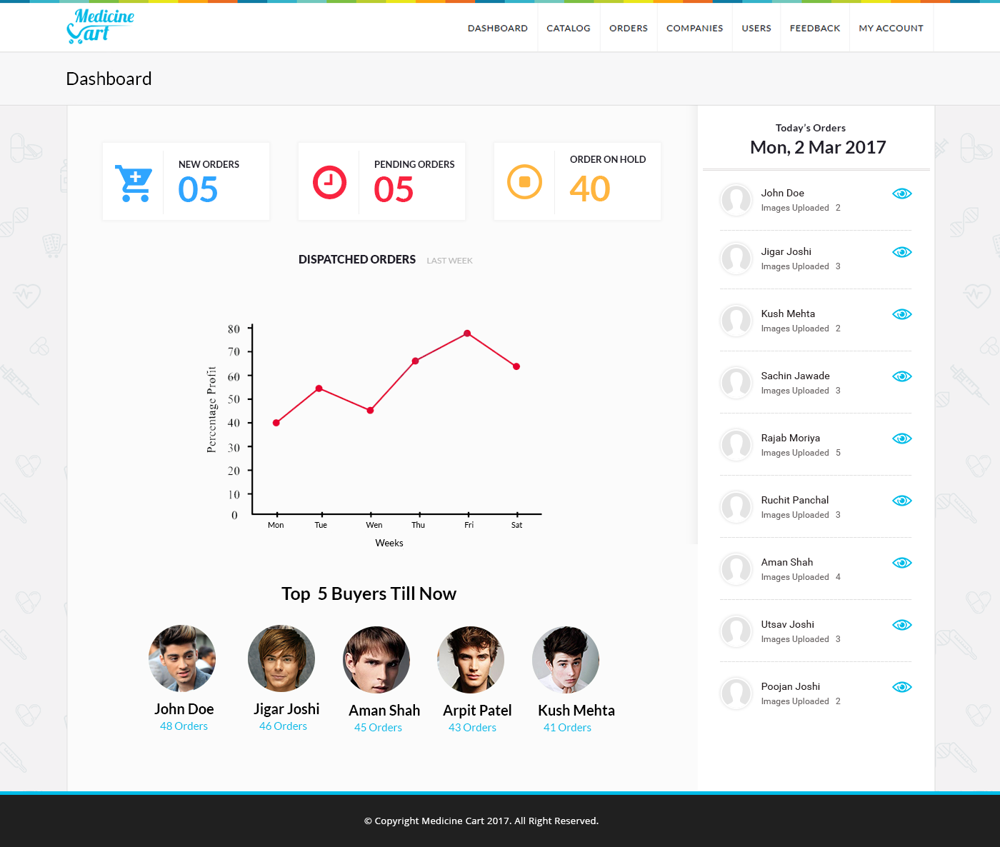 Medicine
Cart
DASHBOARD CATALOG ORDERS COMPANIES USERS FEEDBACK MY ACCOUNT
Dashboard
NEW ORDERS
05
PENDING ORDERS
05
ORDER ON HOLD
40
DISPATCHED ORDERS LAST WEEK
Percentage Profit
80
70
60
50
40
30
20
10
0
Mon Tue Wen Thu Fri Sat
Weeks
Top 5 Buyers Till Now
John Doe
48 Orders
Jigar Joshi
46 Orders
Aman Shah
45 Orders
Arpit Patel
43 Orders
Kush Mehta
41 Orders
Today's Orders
Mon, 2 Mar 2017
John Doe
Images Uploaded 2
Jigar Joshi
Images Uploaded 3
Kush Mehta
Images Uploaded 2
Sachin Jawade
Images Uploaded 3
Rajab Moriya
Images Uploaded 5
Ruchit Panchal
Images Uploaded 3
Aman Shah
Images Uploaded 4
Utsav Joshi
Images Uploaded 3
Poojan Joshi
Images Uploaded 2
© Copyright Medicine Cart 2017. All Right Reserved.